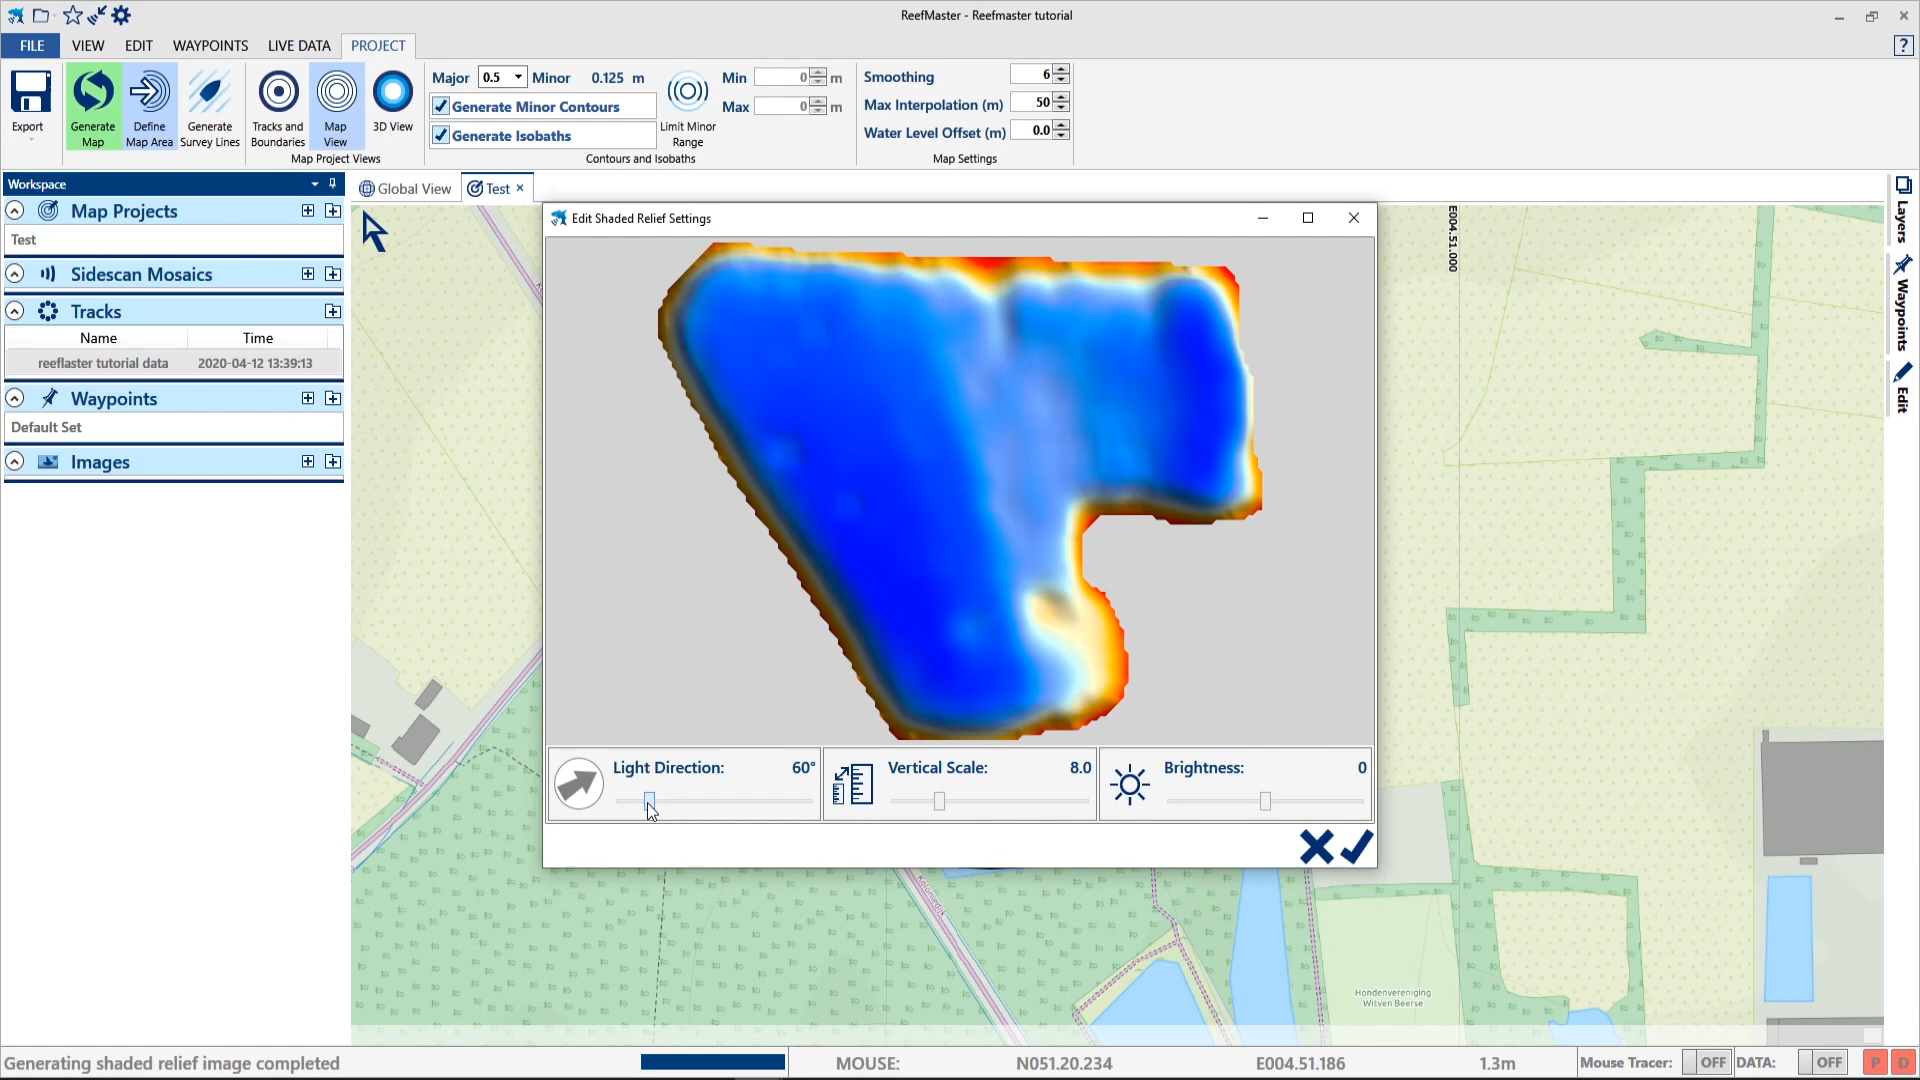 ReefMaster - Reefmaster tutorial
FILE VIEW EDIT WAYPOINTS LIVE DATA PROJECT
?
Export
Generate Map
Define Map Area
Generate Survey Lines
Tracks and Boundaries
Map View
3D View
Map Project Views
Major 0.5 Minor 0.125 m
Generate Minor Contours
Generate Isobaths
Limit Minor Range
Min 0 m
Max 0 m
Contours and Isobaths
Smoothing 6
Max Interpolation (m) 50
Water Level Offset (m) 0.0
Map Settings
Workspace
Map Projects
Test
Sidescan Mosaics
Tracks
Name Time
reeflaster tutorial data 2020-04-12 13:39:13
Waypoints
Default Set
Images
Global View Test
E004.51.000
Edit Shaded Relief Settings
Light Direction: 60°
Vertical Scale: 8.0
Brightness: 0
Hondenvereniging
Witven Beerse
Layers
Waypoints
Edit
Generating shaded relief image completed
MOUSE: N051.20.234 E004.51.186 1.3m
Mouse Tracer: OFF DATA: OFF P D